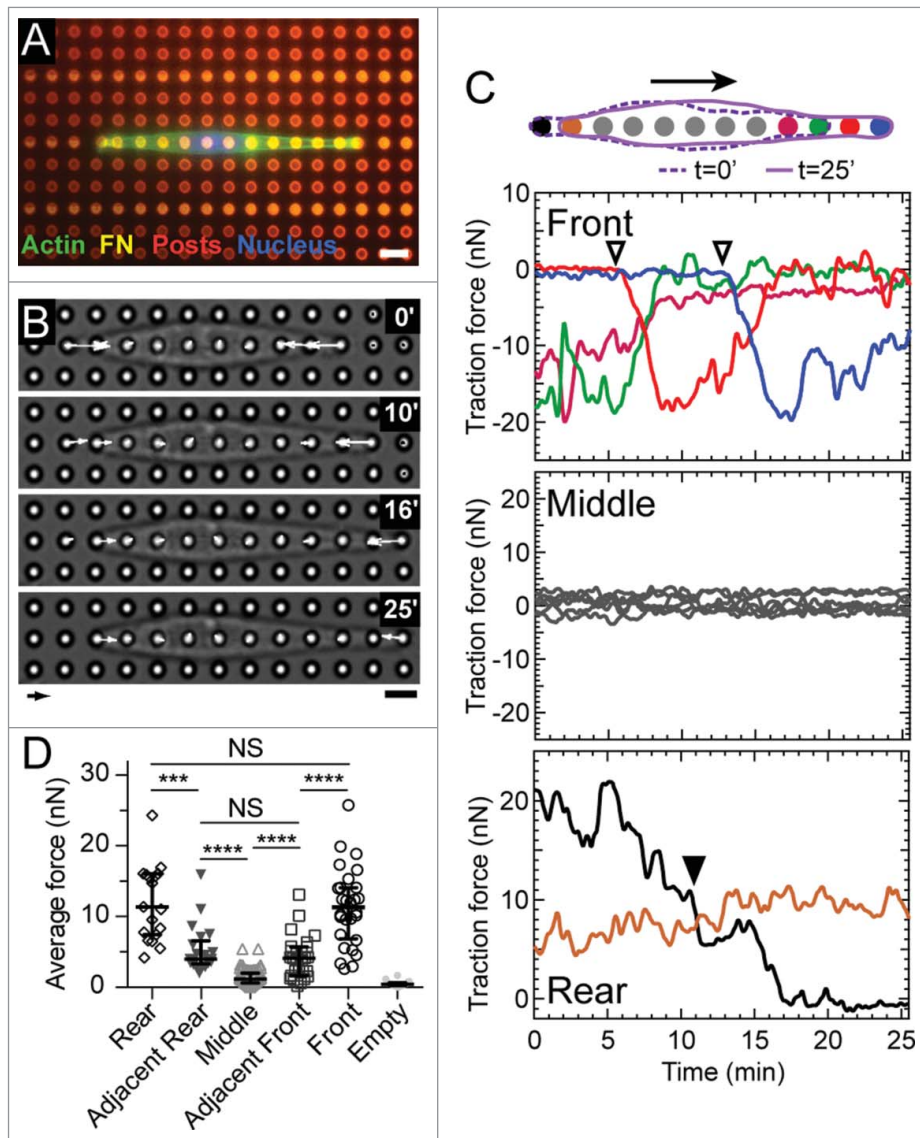 A
Actin FN Posts Nucleus
B
0'
10'
16'
25'
C
t=0' t=25'
10
0
-10
-20
Traction force (nN)
Front
20
10
0
-10
-20
Traction force (nN)
Middle
20
10
0
Traction force (nN)
Rear
0 5 10 15 20 25
Time (min)
D
NS
*** ****
NS
**** ****
30
20
10
0
Average force (nN)
Rear
Adjacent Rear
Middle
Adjacent Front
Front
Empty